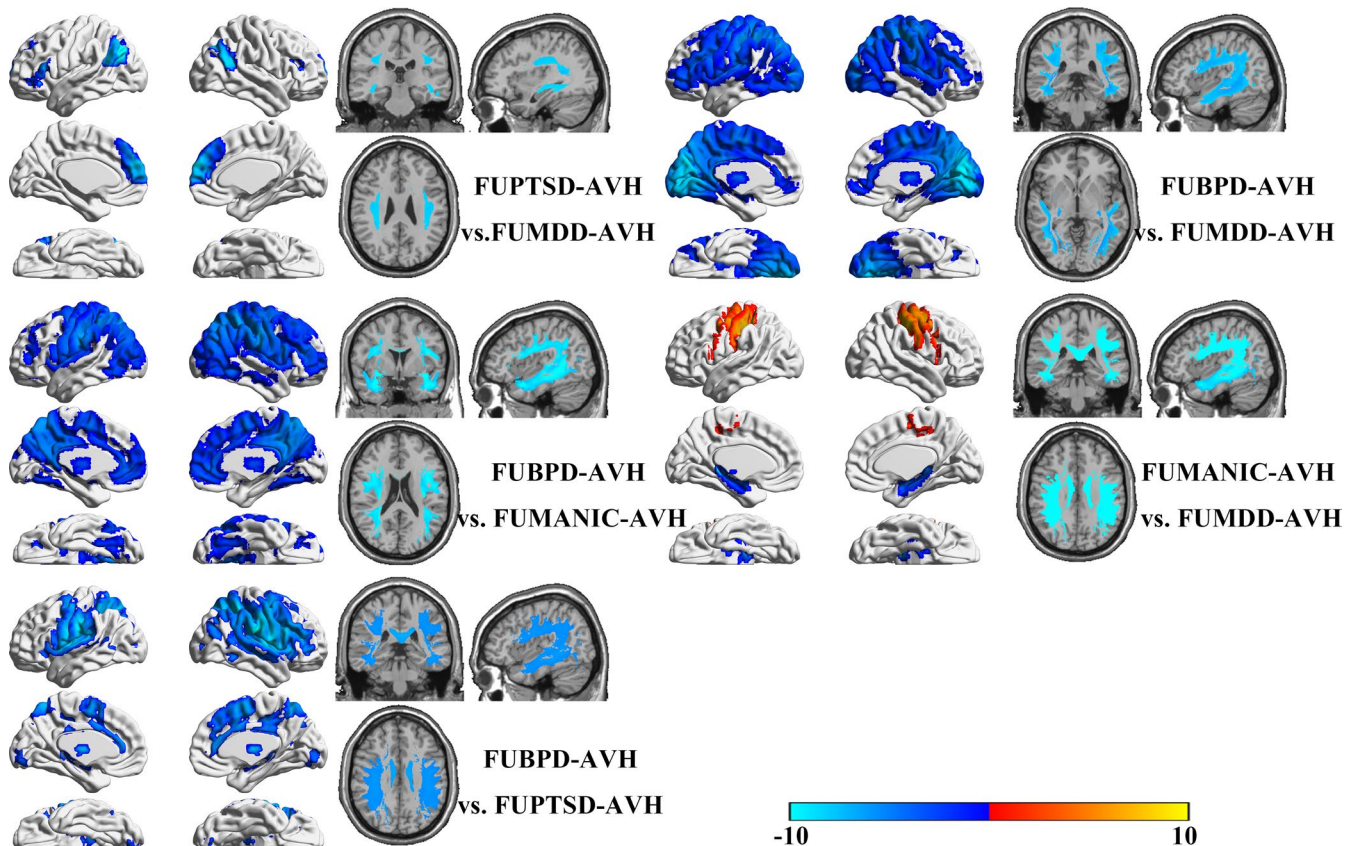 FUPTSD-AVH
vs.FUMDD-AVH
FUBPD-AVH
vs. FUMDD-AVH
FUBPD-AVH
vs. FUMANIC-AVH
FUMANIC-AVH
vs. FUMDD-AVH
FUBPD-AVH
vs. FUPTSD-AVH
-10
10